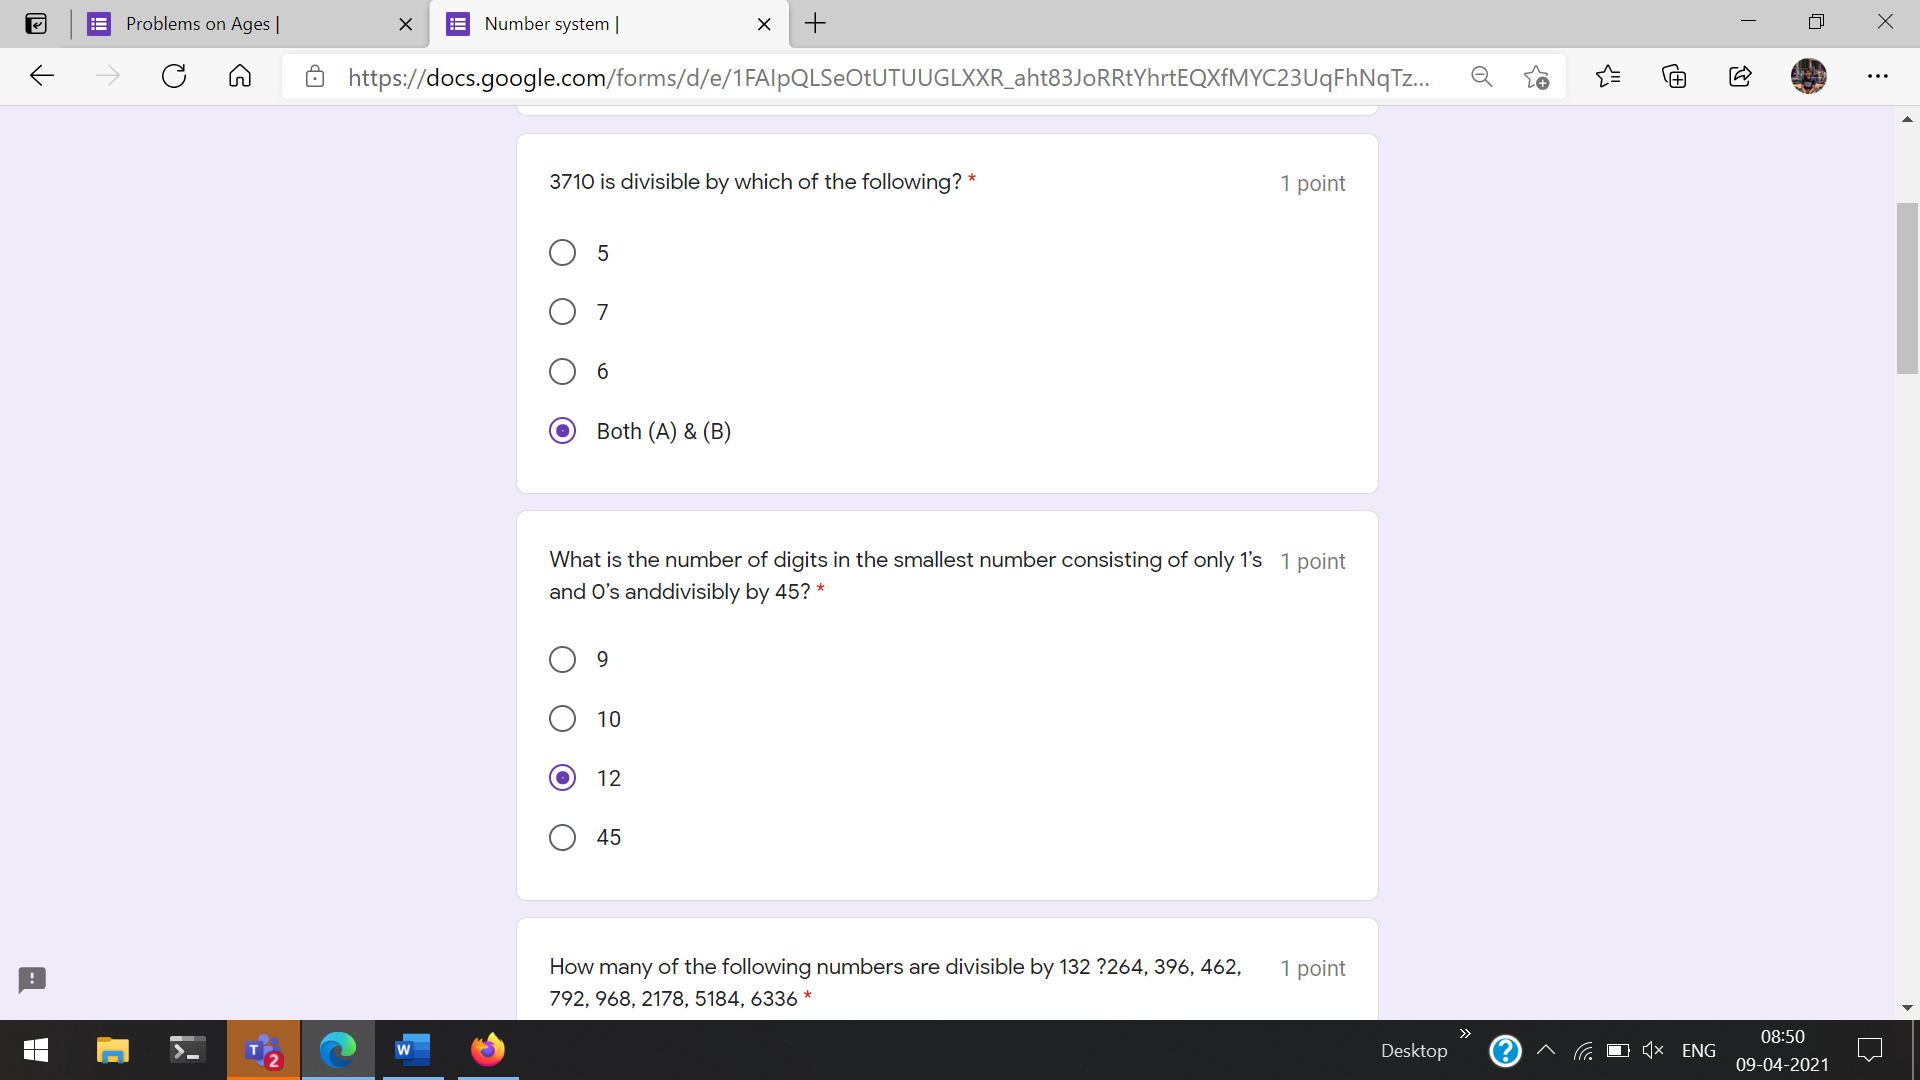 Problems on Ages |
Number system |
https://docs.google.com/forms/d/e/1FAIpQLSeOtUTUUGLXXR_aht83JoRRtYhrtEQXfMYC23UqFhNqTz...
3710 is divisible by which of the following? *
1 point
5
7
6
Both (A) & (B)
What is the number of digits in the smallest number consisting of only 1’s
1 point
and 0’s anddivisibly by 45? *
9
10
12
45
How many of the following numbers are divisible by 132 ?264, 396, 462,
1 point
792, 968, 2178, 5184, 6336 *
T
2
W
Desktop
ENG
08:50
09-04-2021